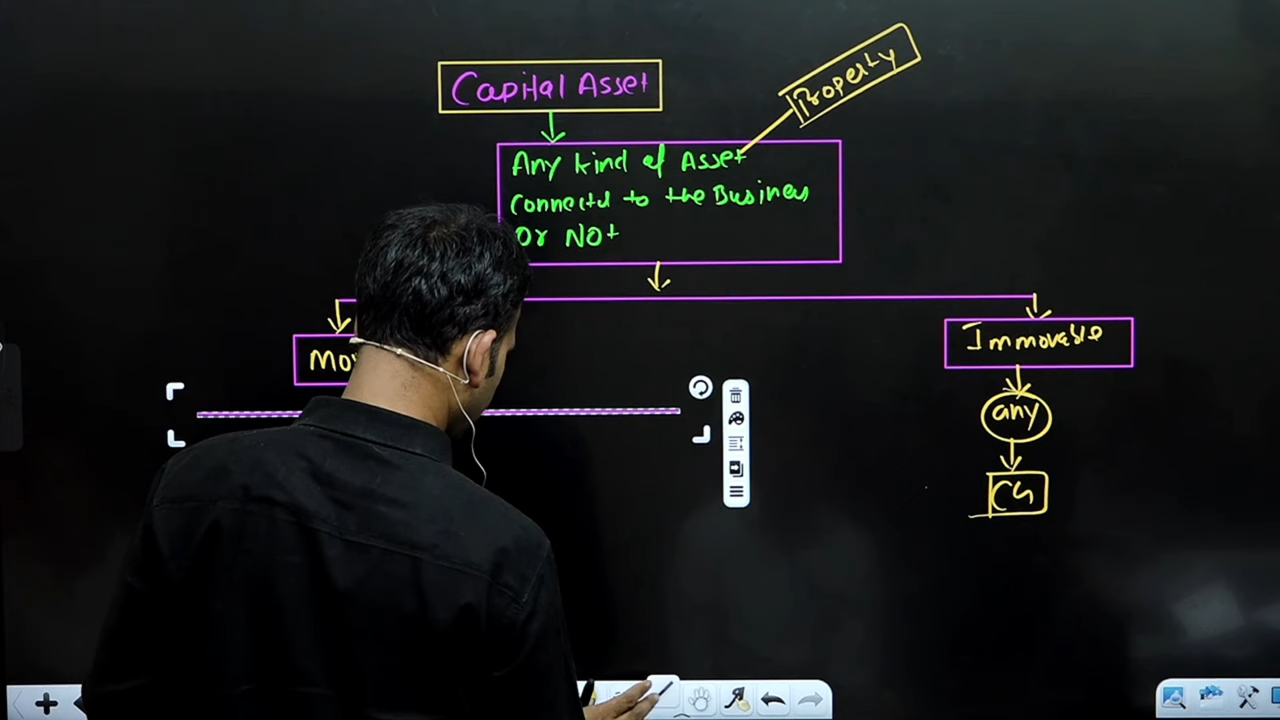 Capital Asset
Property
Any kind of Asset
Connected to the Business
Or Not
Immovable
any
CG